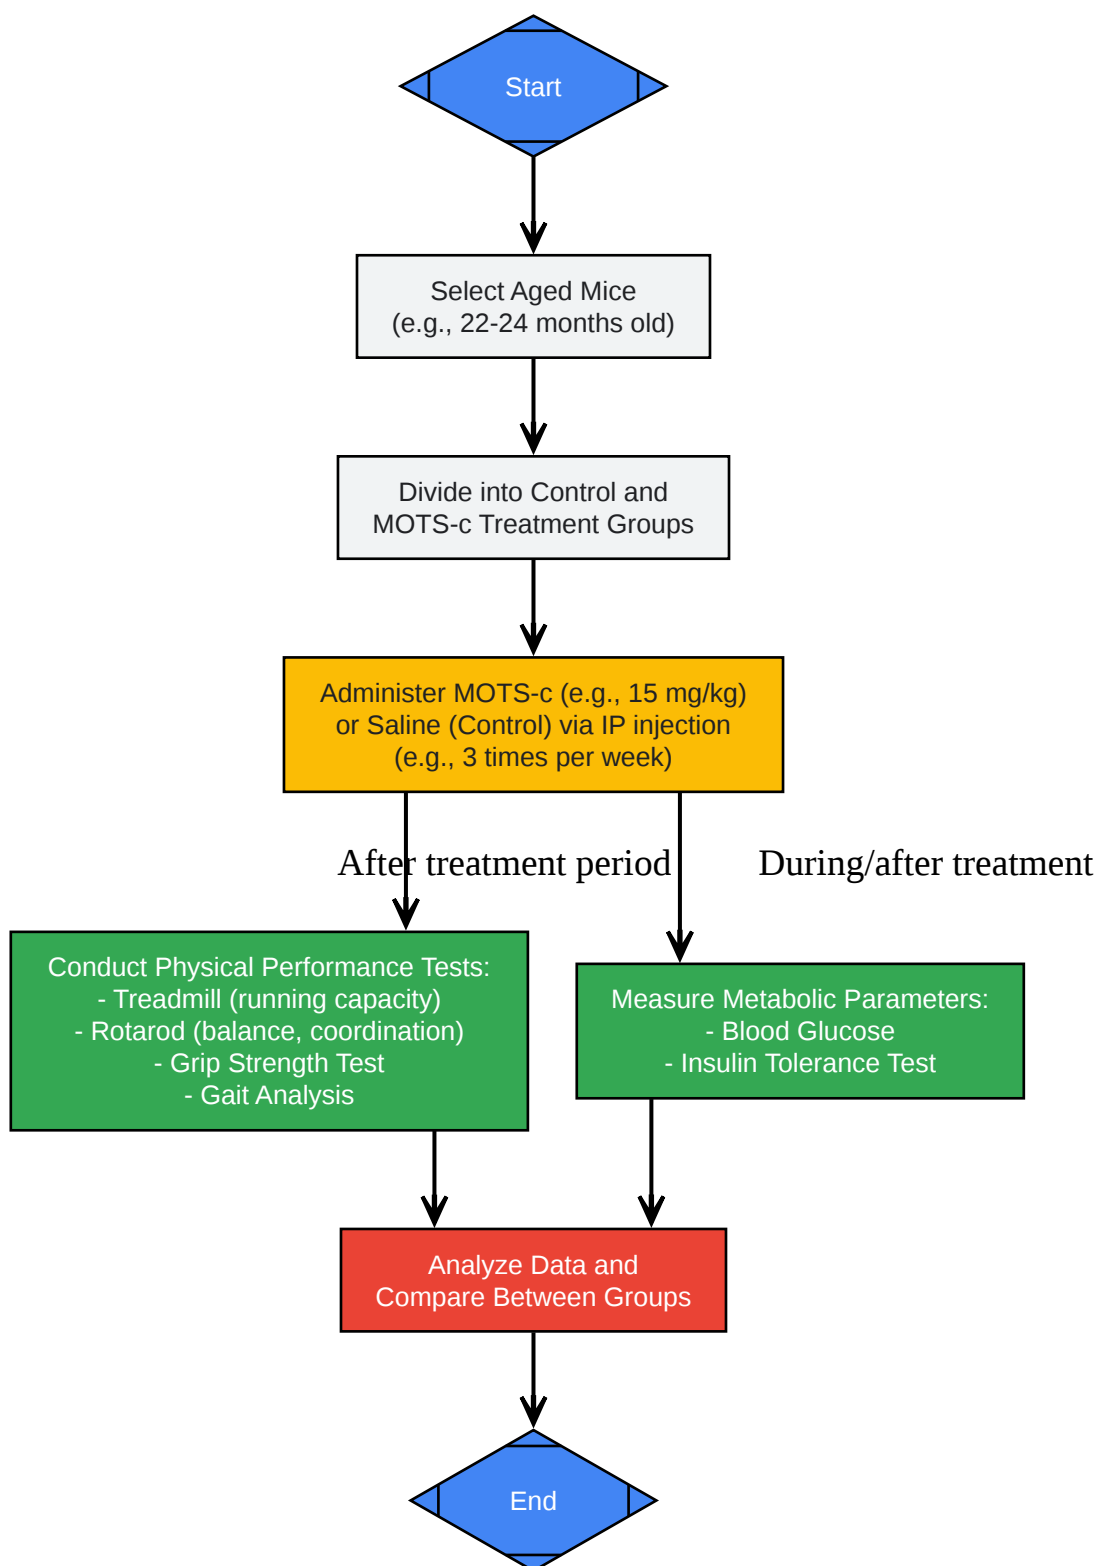 Start
Select Aged Mice
(e.g., 22-24 months old)
Divide into Control and
MOTS-c Treatment Groups
Administer MOTS-c (e.g., 15 mg/kg)
or Saline (Control) via IP injection
(e.g., 3 times per week)
After treatment period
During/after treatment
Conduct Physical Performance Tests:
- Treadmill (running capacity)
- Rotarod (balance, coordination)
- Grip Strength Test
- Gait Analysis
Measure Metabolic Parameters:
- Blood Glucose
- Insulin Tolerance Test
Analyze Data and
Compare Between Groups
End